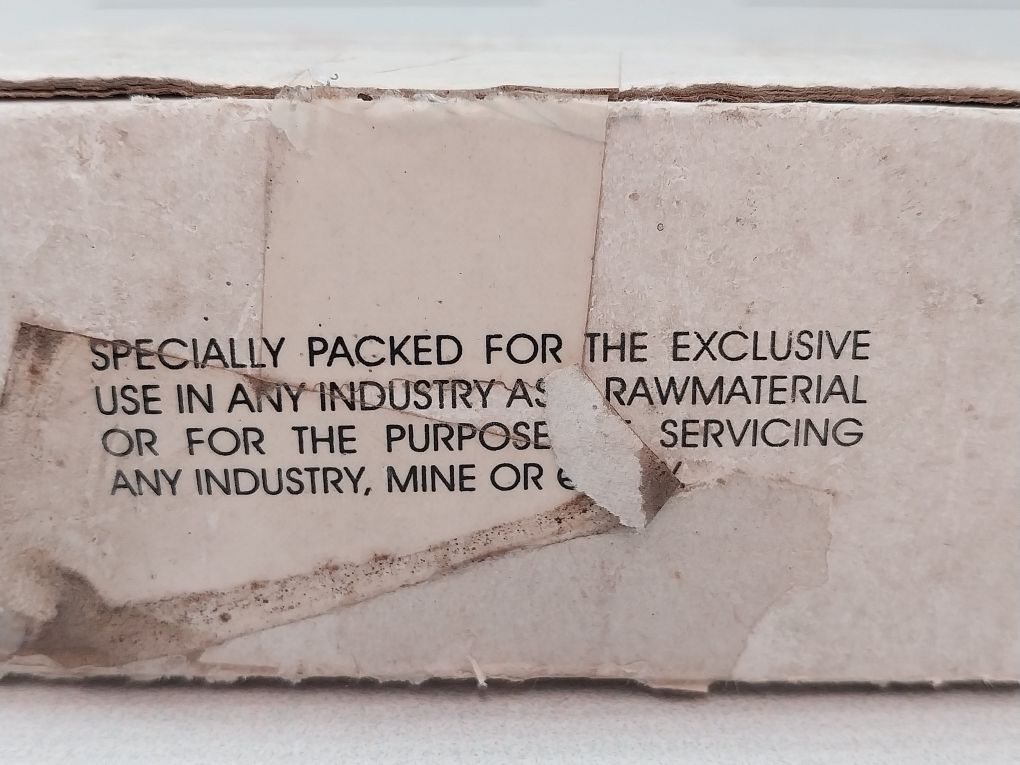 SPECIALLY PACKED FOR THE EXCLUSIVE
USE IN ANY INDUSTRY AS RAWMATERIAL
OR FOR THE PURPOSE SERVICING
ANY INDUSTRY, MINE OR